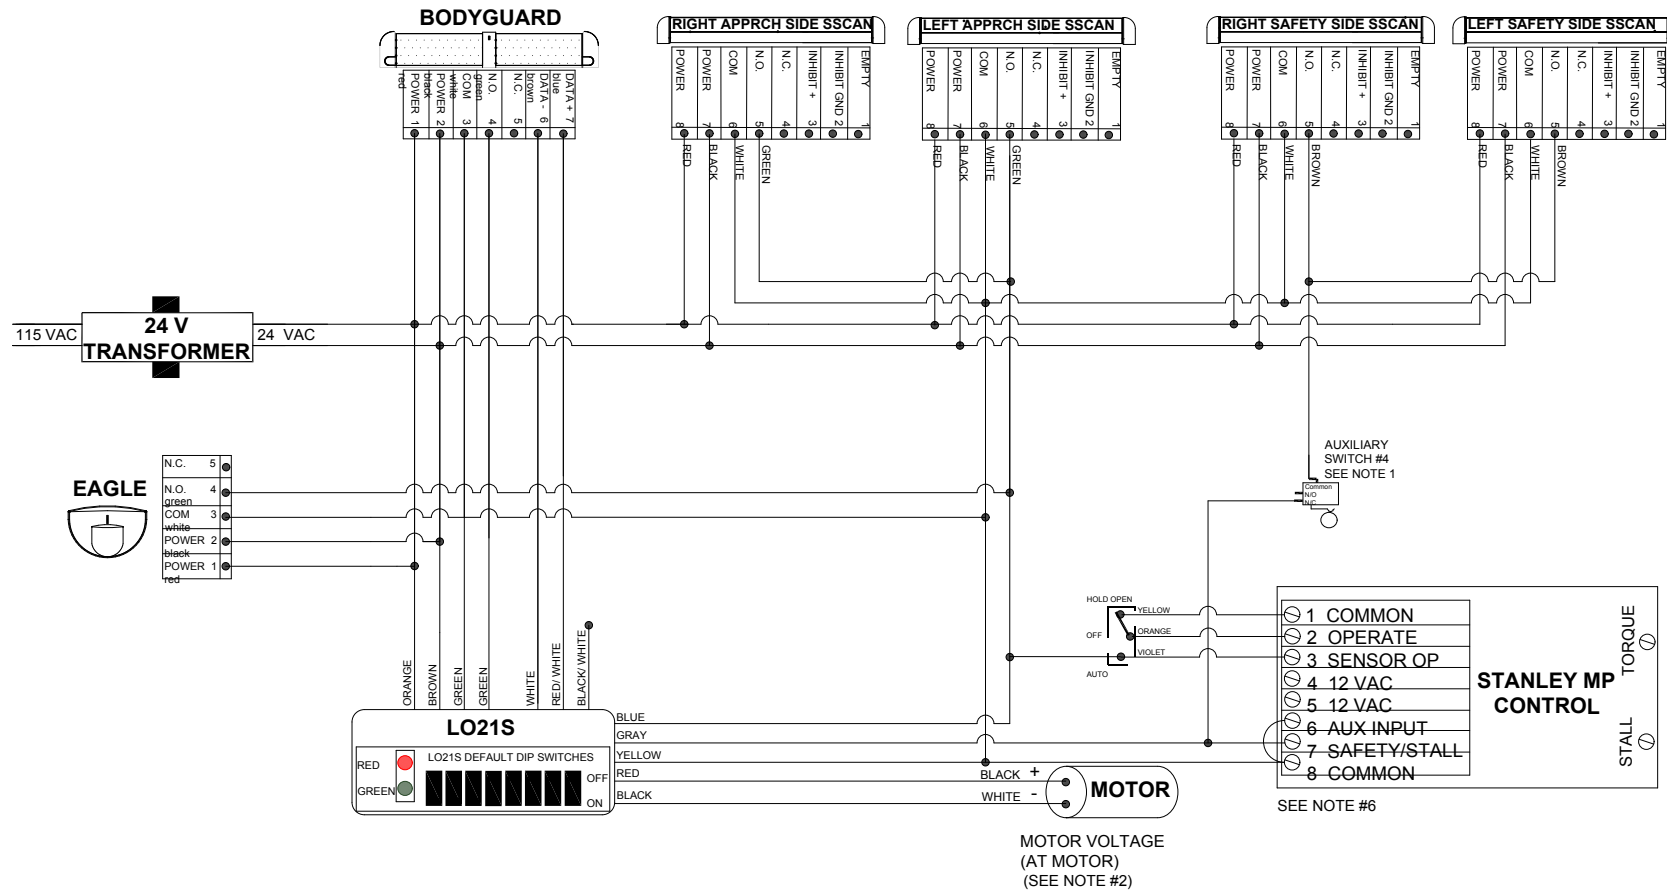 BODYGUARD
RIGHT APPRCH SIDE SSCAN
LEFT APPRCH SIDE SSCAN
RIGHT SAFETY SIDE SSCAN
LEFT SAFETY SIDE SSCAN
red
POWER 1
black
POWER 2
white
COM 3
green
N.O. 4
N.C. 5
brown
DATA - 6
blue
DATA + 7
POWER 8
POWER 7
COM 6
N.O. 5
N.C. 4
INHIBIT + 3
INHIBIT GND 2
EMPTY 1
POWER 8
POWER 7
COM 6
N.O. 5
N.C. 4
INHIBIT + 3
INHIBIT GND 2
EMPTY 1
POWER 8
POWER 7
COM 6
N.O. 5
N.C. 4
INHIBIT + 3
INHIBIT GND 2
EMPTY 1
POWER 8
POWER 7
COM 6
N.O. 5
N.C. 4
INHIBIT + 3
INHIBIT GND 2
EMPTY 1
RED
BLACK
WHITE
GREEN
RED
BLACK
WHITE
GREEN
RED
BLACK
WHITE
BROWN
RED
BLACK
WHITE
BROWN
115 VAC
24 V
TRANSFORMER
24 VAC
EAGLE
N.C. 5
N.O. 4
green
COM 3
white
POWER 2
black
POWER 1
red
AUXILIARY
SWITCH #4
SEE NOTE 1
Common
N/O
N/C
HOLD OPEN
OFF
AUTO
YELLOW
ORANGE
VIOLET
1 COMMON
2 OPERATE
3 SENSOR OP
4 12 VAC
5 12 VAC
6 AUX INPUT
7 SAFETY/STALL
8 COMMON
STANLEY MP
CONTROL
TORQUE
STALL
SEE NOTE #6
ORANGE
BROWN
GREEN
GREEN
WHITE
RED/ WHITE
BLACK/ WHITE
LO21S
LO21S DEFAULT DIP SWITCHES
RED
GREEN
OFF
ON
BLUE
GRAY
YELLOW
RED
BLACK
BLACK +
WHITE -
MOTOR
MOTOR VOLTAGE
(AT MOTOR)
(SEE NOTE #2)